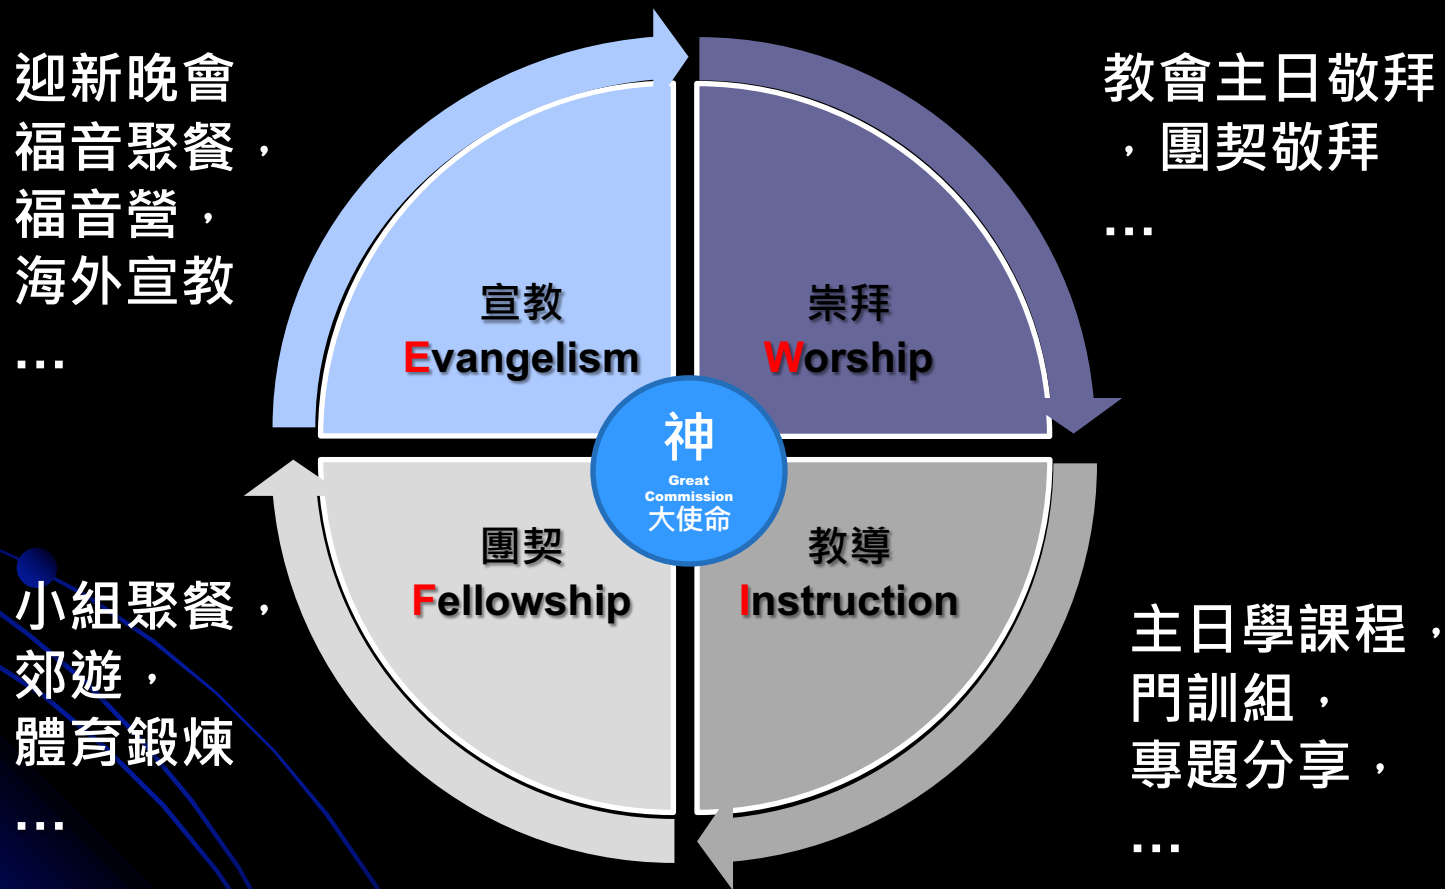 迎新晚會
福音聚餐，
福音營，
海外宣教
…
教會主日敬拜
，團契敬拜
…
宣教
Evangelism
崇拜
Worship
神
Great
Commission
大使命
團契
Fellowship
教導
Instruction
小組聚餐，
郊遊，
體育鍛煉
…
主日學課程，
門訓組，
專題分享，
…